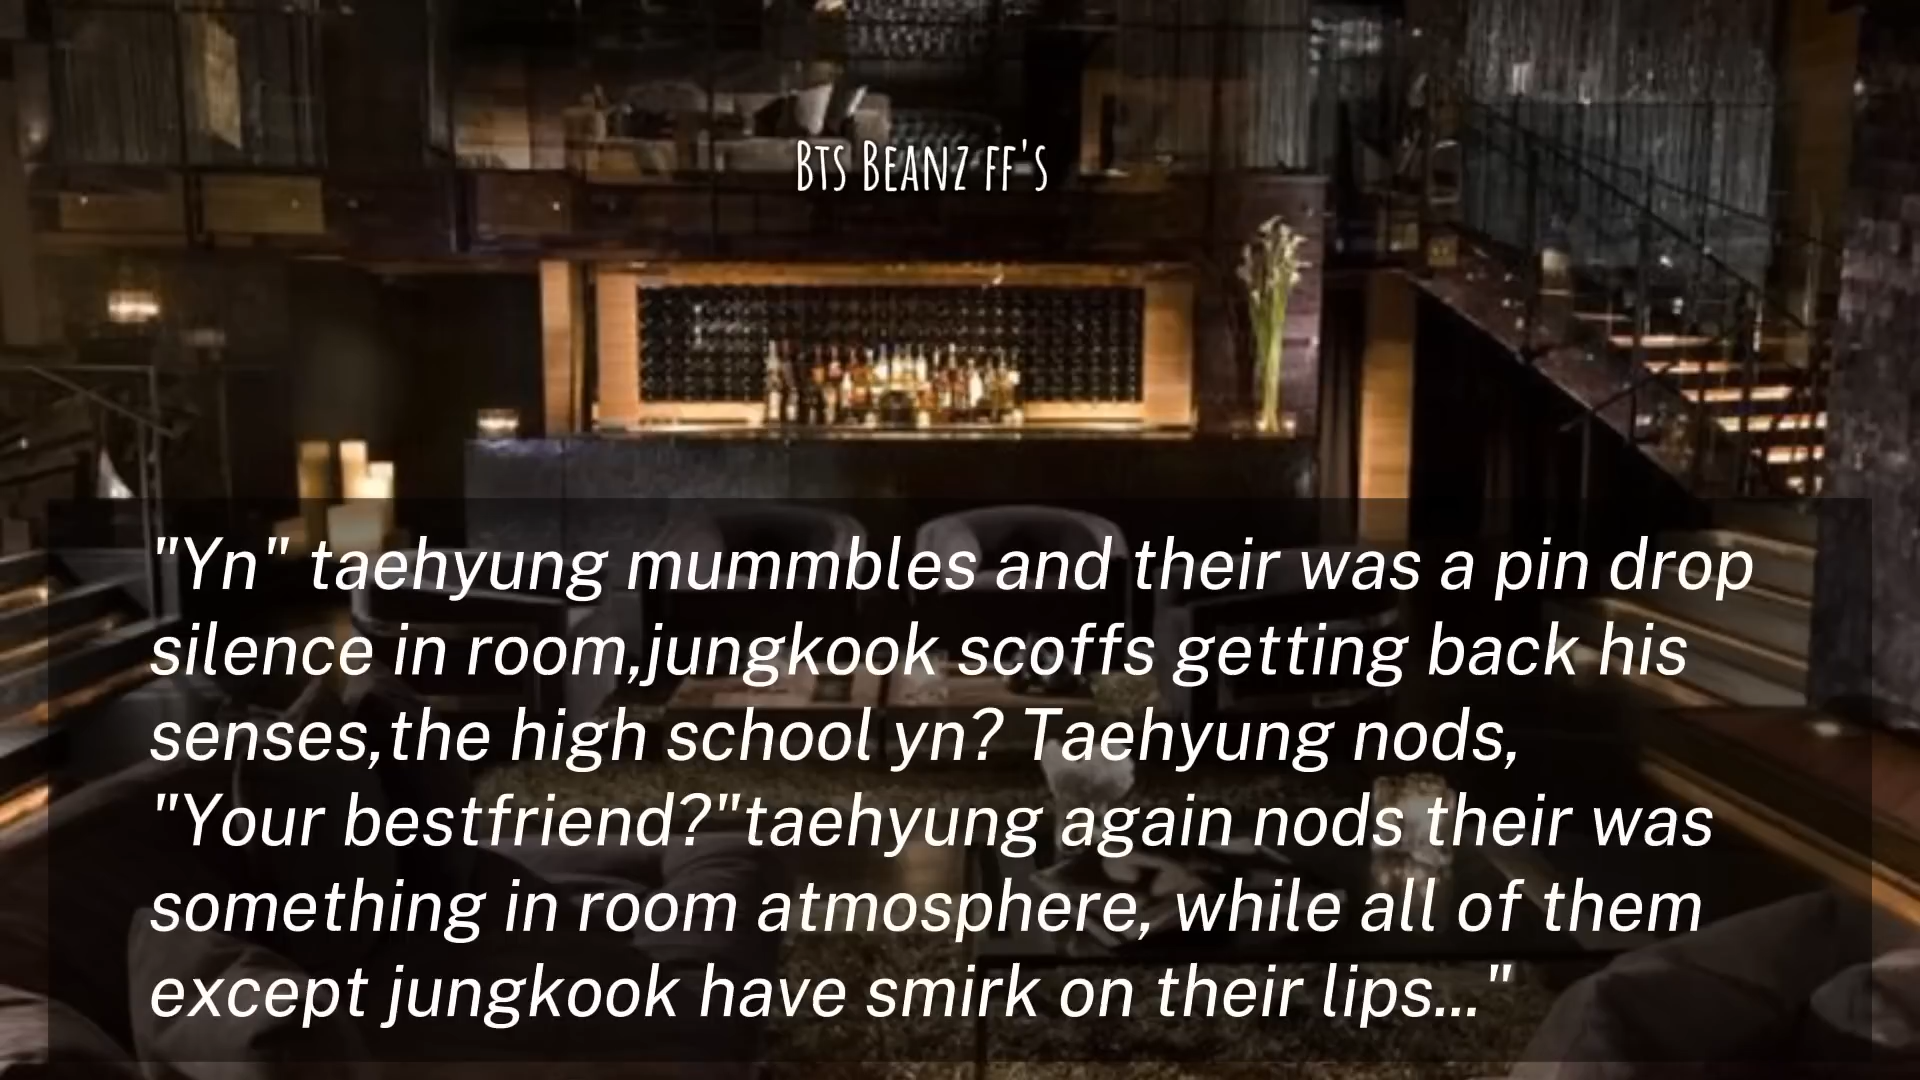 Bts Beanz ff's
"Yn" taehyung mummbles and their was a pin drop
silence in room,jungkook scoffs getting back his
senses,the high school yn? Taehyung nods,
"Your bestfriend?"taehyung again nods their was
something in room atmosphere, while all of them
except jungkook have smirk on their lips..."